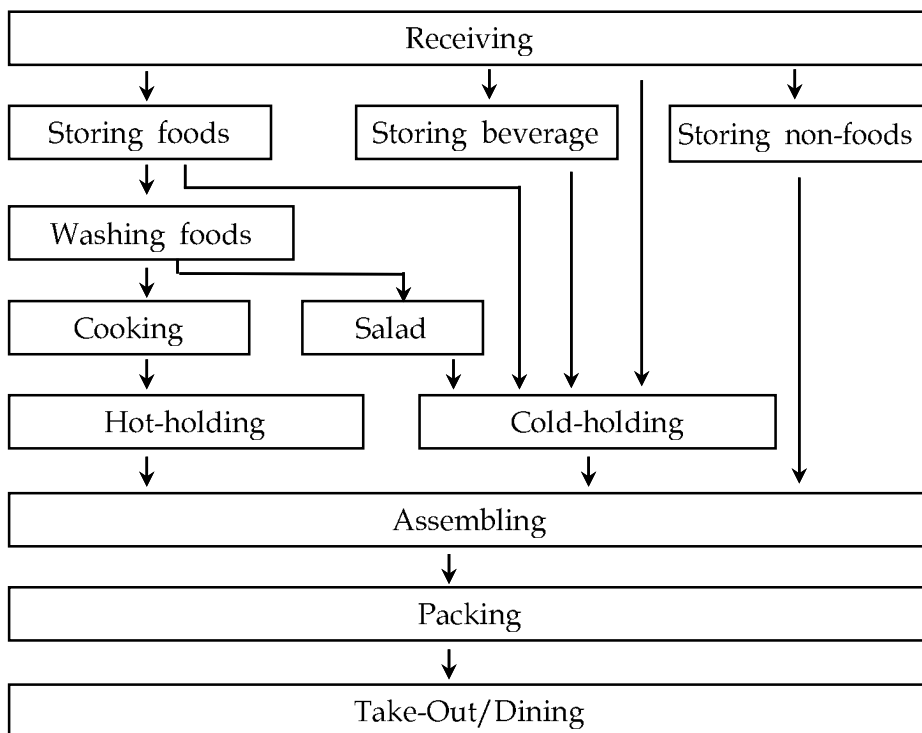 Receiving
Storing foods
Storing beverage
Storing non-foods
Washing foods
Cooking
Salad
Hot-holding
Cold-holding
Assembling
Packing
Take-Out/Dining